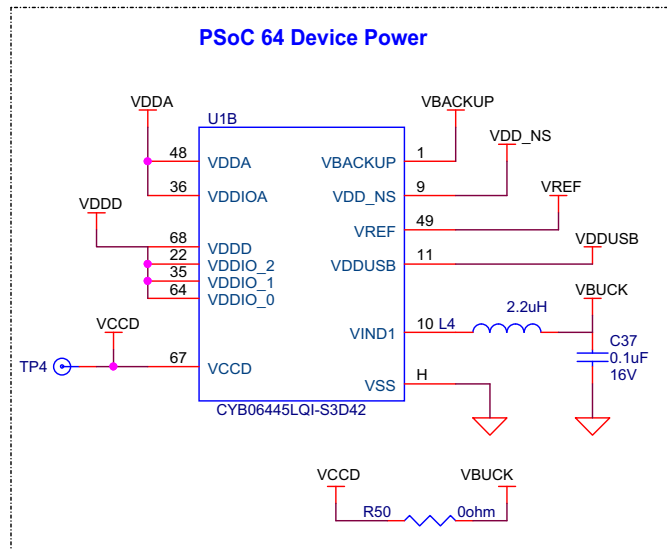 PSoC 64 Device Power
VDDA
U1B
VBACKUP
VDD_NS
48 VDDA
VBACKUP 1
36 VDDIOA
VDD_NS 9
VREF
VDDD
VREF 49
68 VDDD
VDDUSB
22 VDDIO_2
VDDUSB 11
35 VDDIO_1
64 VDDIO_0
VBUCK
2.2uH
VCCD
VIND1 10 L4
C37
0.1uF
16V
TP4
67 VCCD
VSS H
CYB06445LQI-S3D42
VCCD VBUCK
R50 0ohm